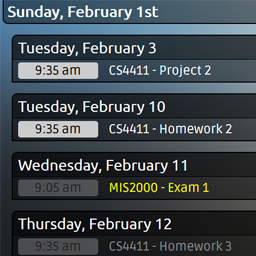 Sunday, February 1st
Tuesday, February 3
9:35 am CS4411 - Project 2
Tuesday, February 10
9:35 am CS4411 - Homework 2
Wednesday, February 11
9:05 am MIS2000 - Exam 1
Thursday, February 12
9:35 am CS4411 - Homework 3